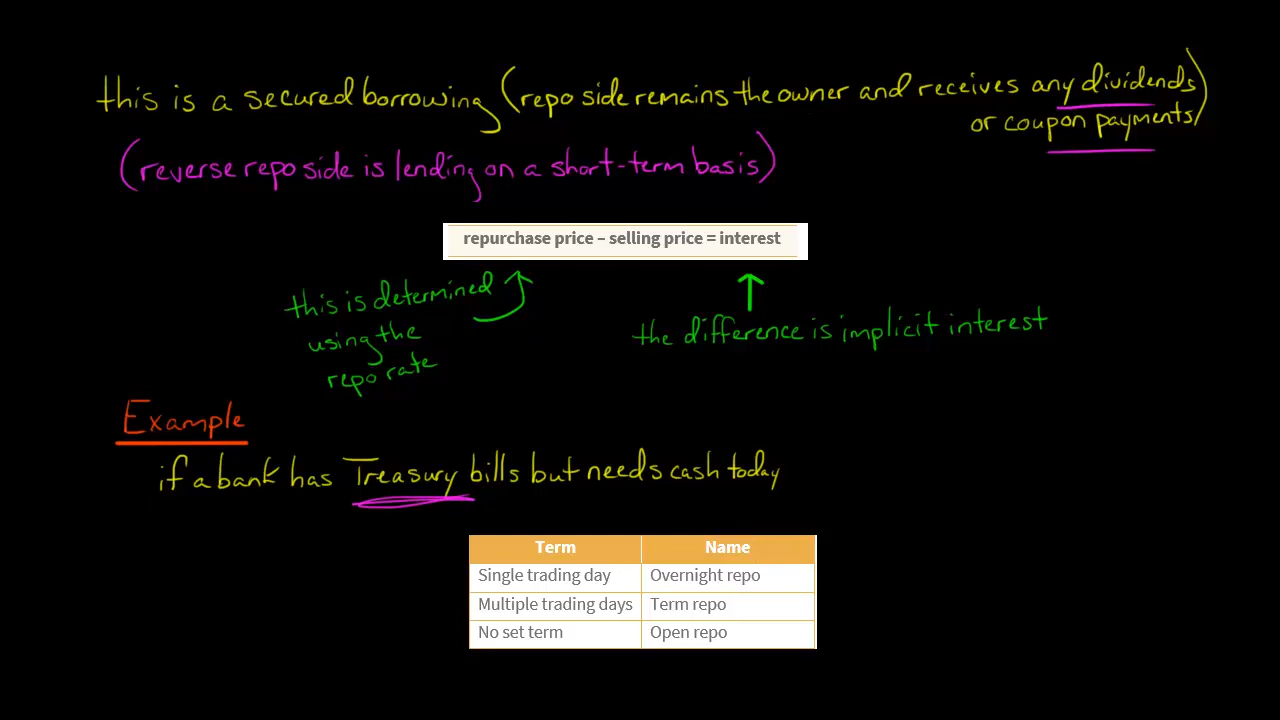 this is a secured borrowing (repo side remains the owner and receives any dividends
or coupon payments)
(reverse repo side is lending on a short-term basis)
repurchase price – selling price = interest
this is determined
using the
repo rate
the difference is implicit interest
Example
if a bank has Treasury bills but needs cash today
Term Name
Single trading day Overnight repo
Multiple trading days Term repo
No set term Open repo